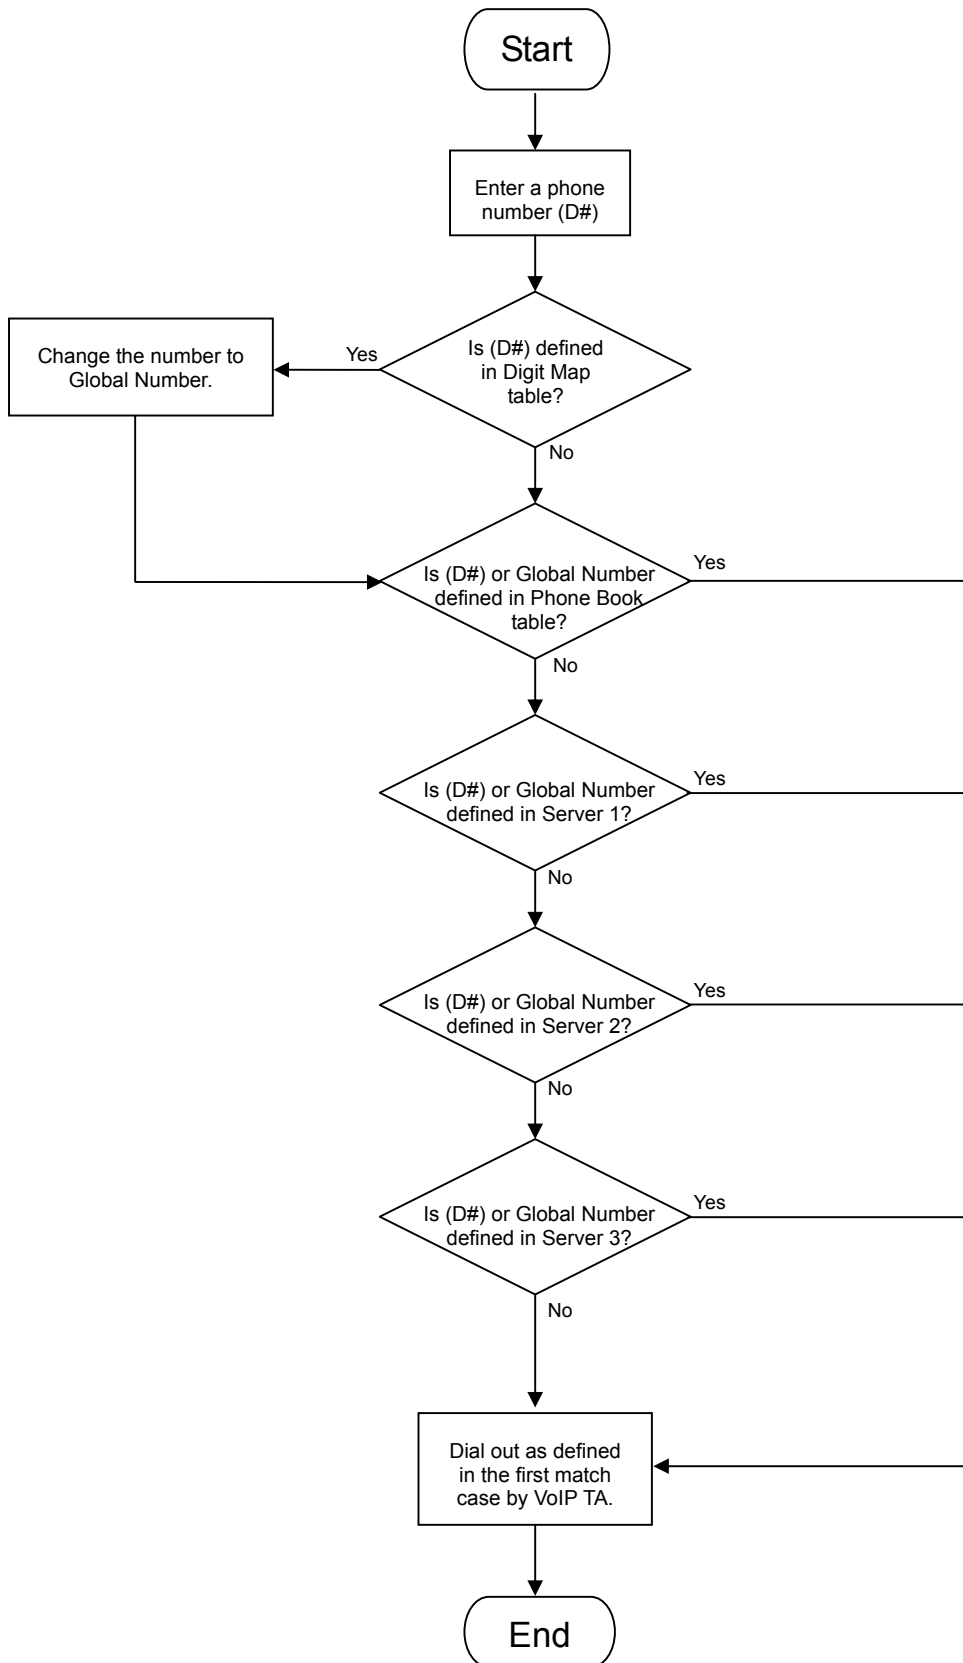 Start
Enter a phone
number (D#)
Is (D#) defined
in Digit Map
table?
Yes
Change the number to
Global Number.
No
Is (D#) or Global Number
defined in Phone Book
table?
Yes
No
Is (D#) or Global Number
defined in Server 1?
Yes
No
Is (D#) or Global Number
defined in Server 2?
Yes
No
Is (D#) or Global Number
defined in Server 3?
Yes
No
Dial out as defined
in the first match
case by VoIP TA.
End